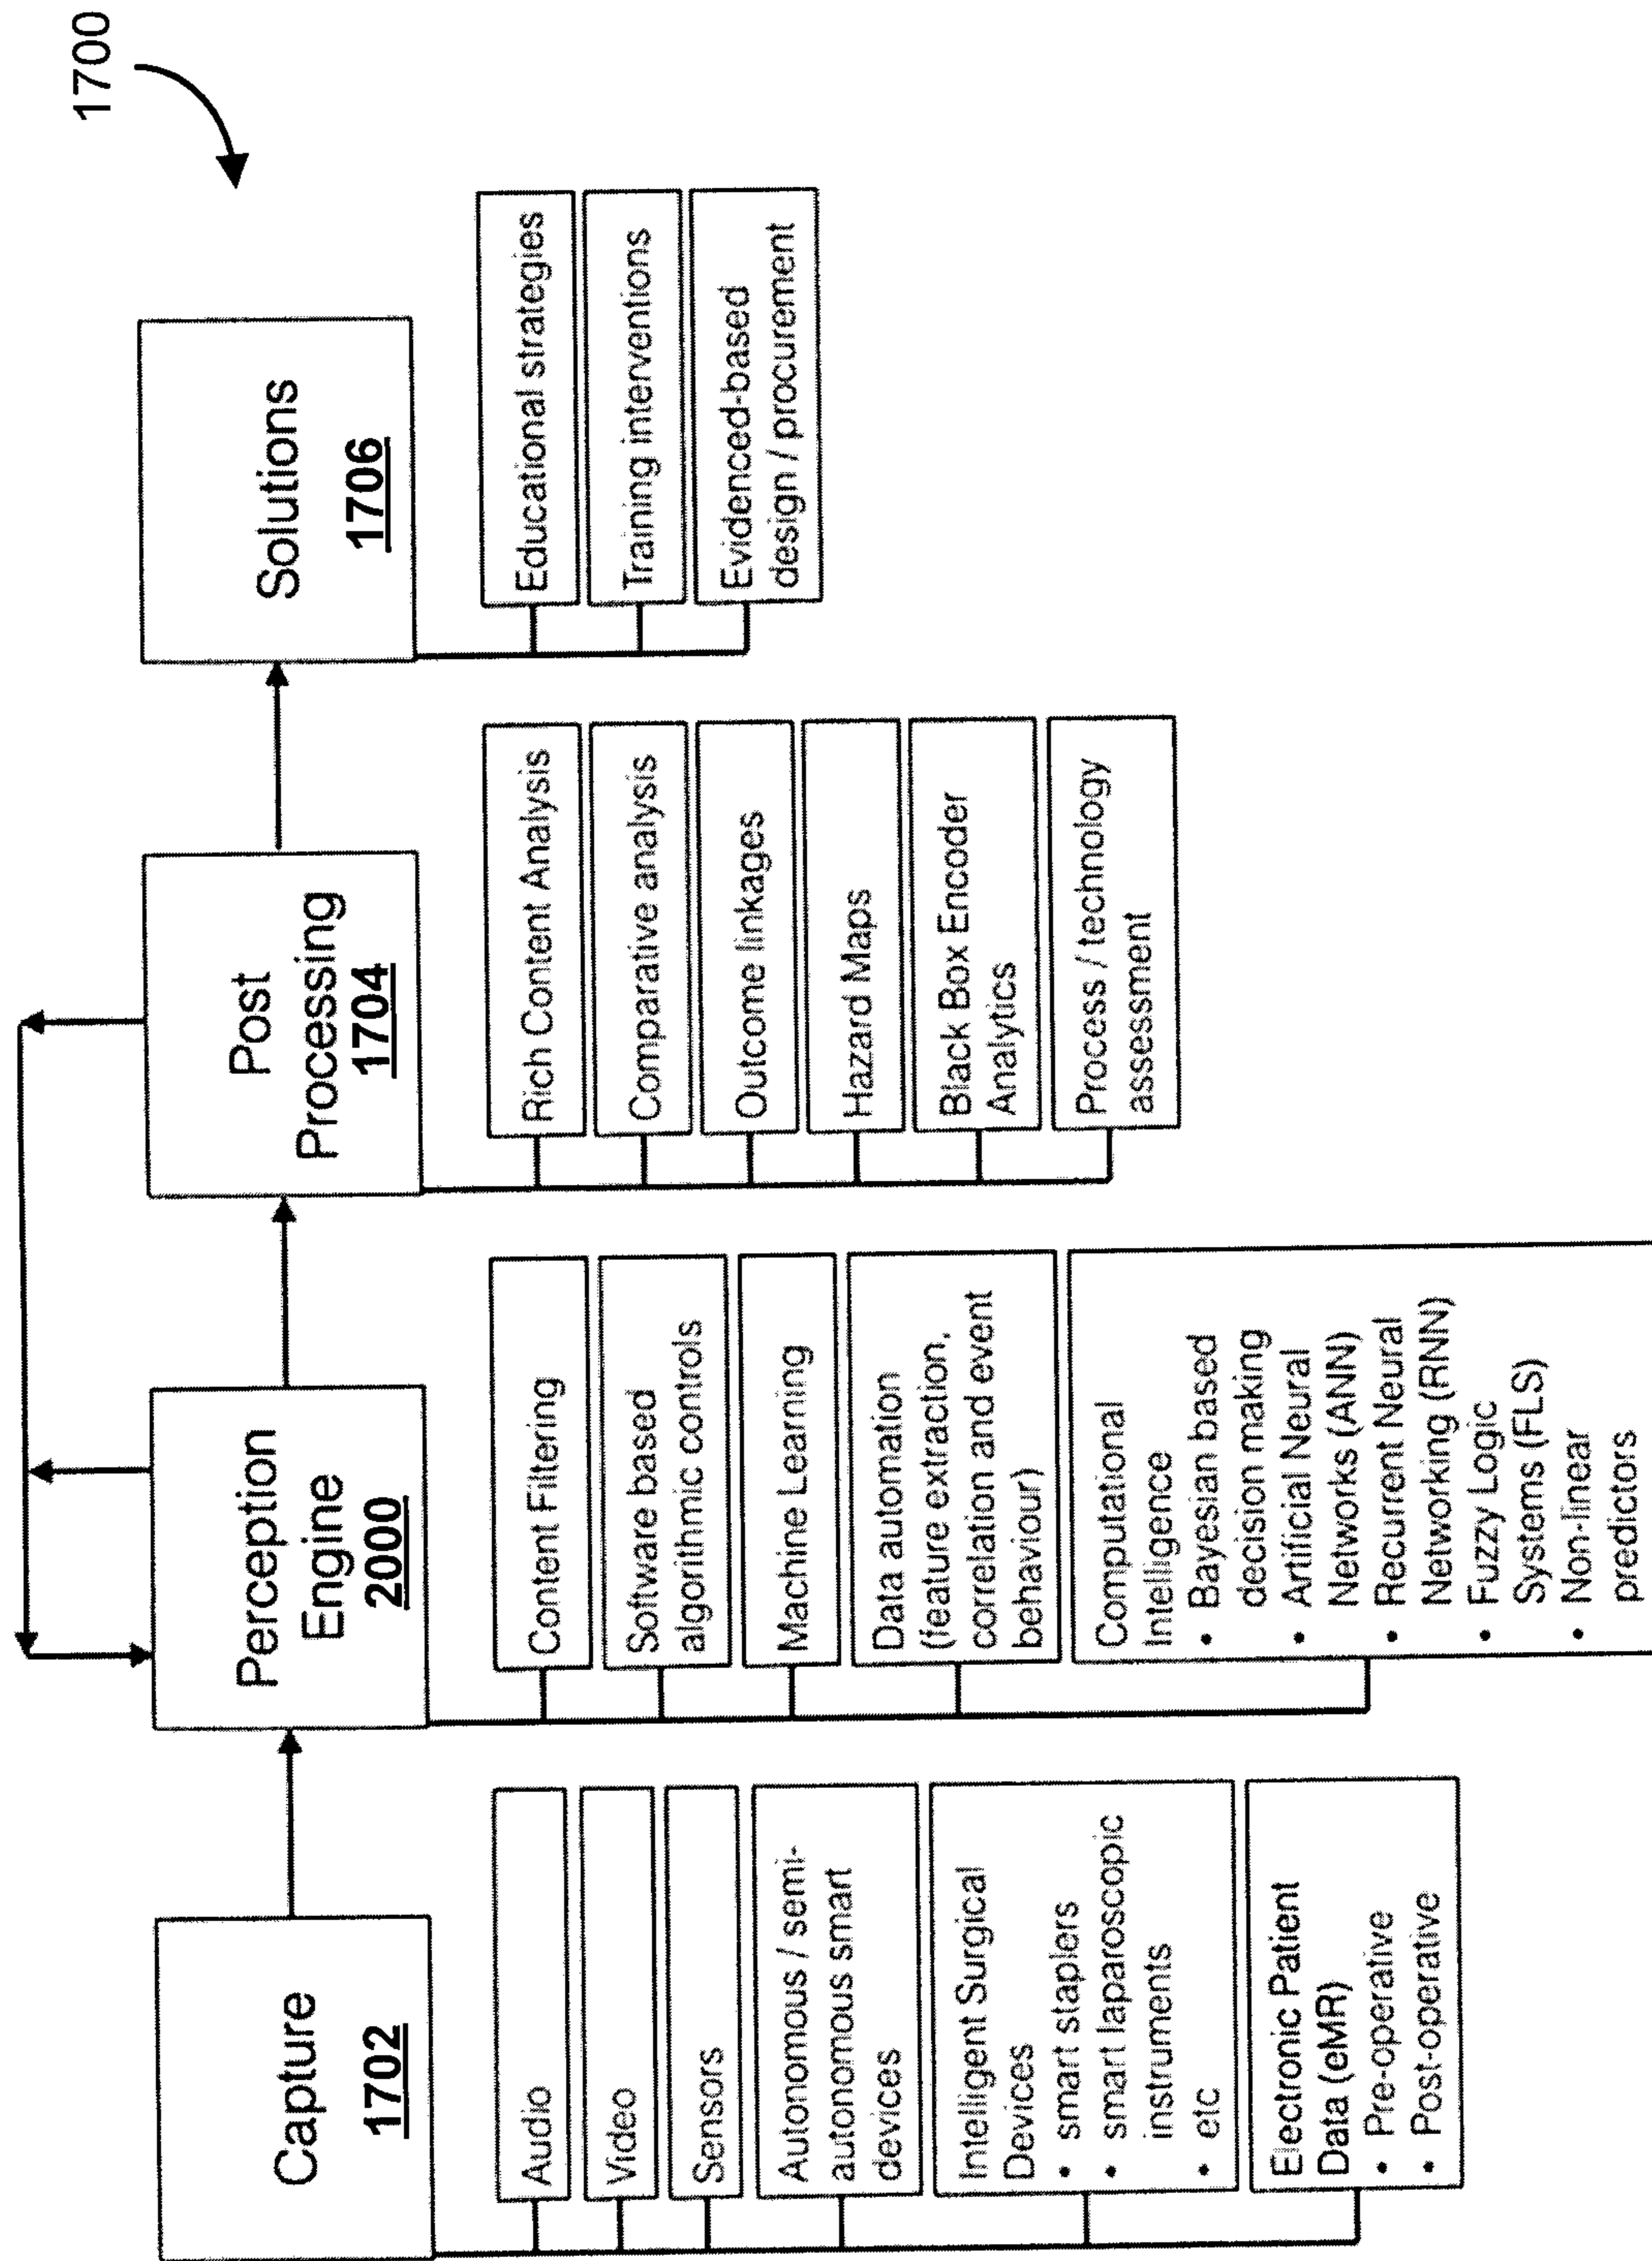 1700
Capture
1702
Audio
Video
Sensors
Autonomous / semi-
autonomous smart
devices
Intelligent Surgical
Devices
• smart staplers
• smart laparoscopic
instruments
• etc
Electronic Patient
Data (eMR)
• Pre-operative
• Post-operative
Perception
Engine
2000
Content Filtering
Software based
algorithmic controls
Machine Learning
Data automation
(feature extraction,
correlation and event
behaviour)
Computational
Intelligence
• Bayesian based
decision making
• Artificial Neural
Networks (ANN)
• Recurrent Neural
Networking (RNN)
• Fuzzy Logic
Systems (FLS)
• Non-linear
predictors
Post
Processing
1704
Rich Content Analysis
Comparative analysis
Outcome linkages
Hazard Maps
Black Box Encoder
Analytics
Process / technology
assessment
Solutions
1706
Educational strategies
Training interventions
Evidenced-based
design / procurement